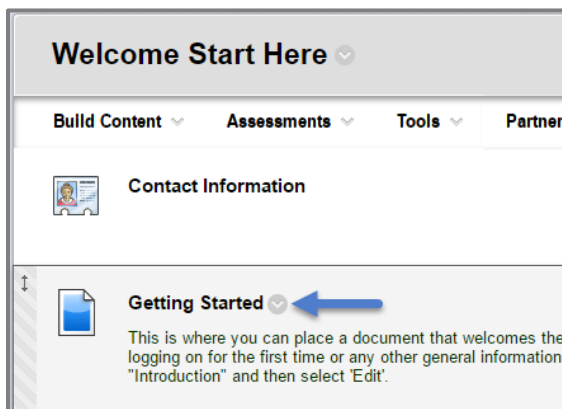 Welcome Start Here
Build Content Assessments Tools Partner
Contact Information
Getting Started
This is where you can place a document that welcomes the
logging on for the first time or any other general information
"Introduction" and then select 'Edit'.